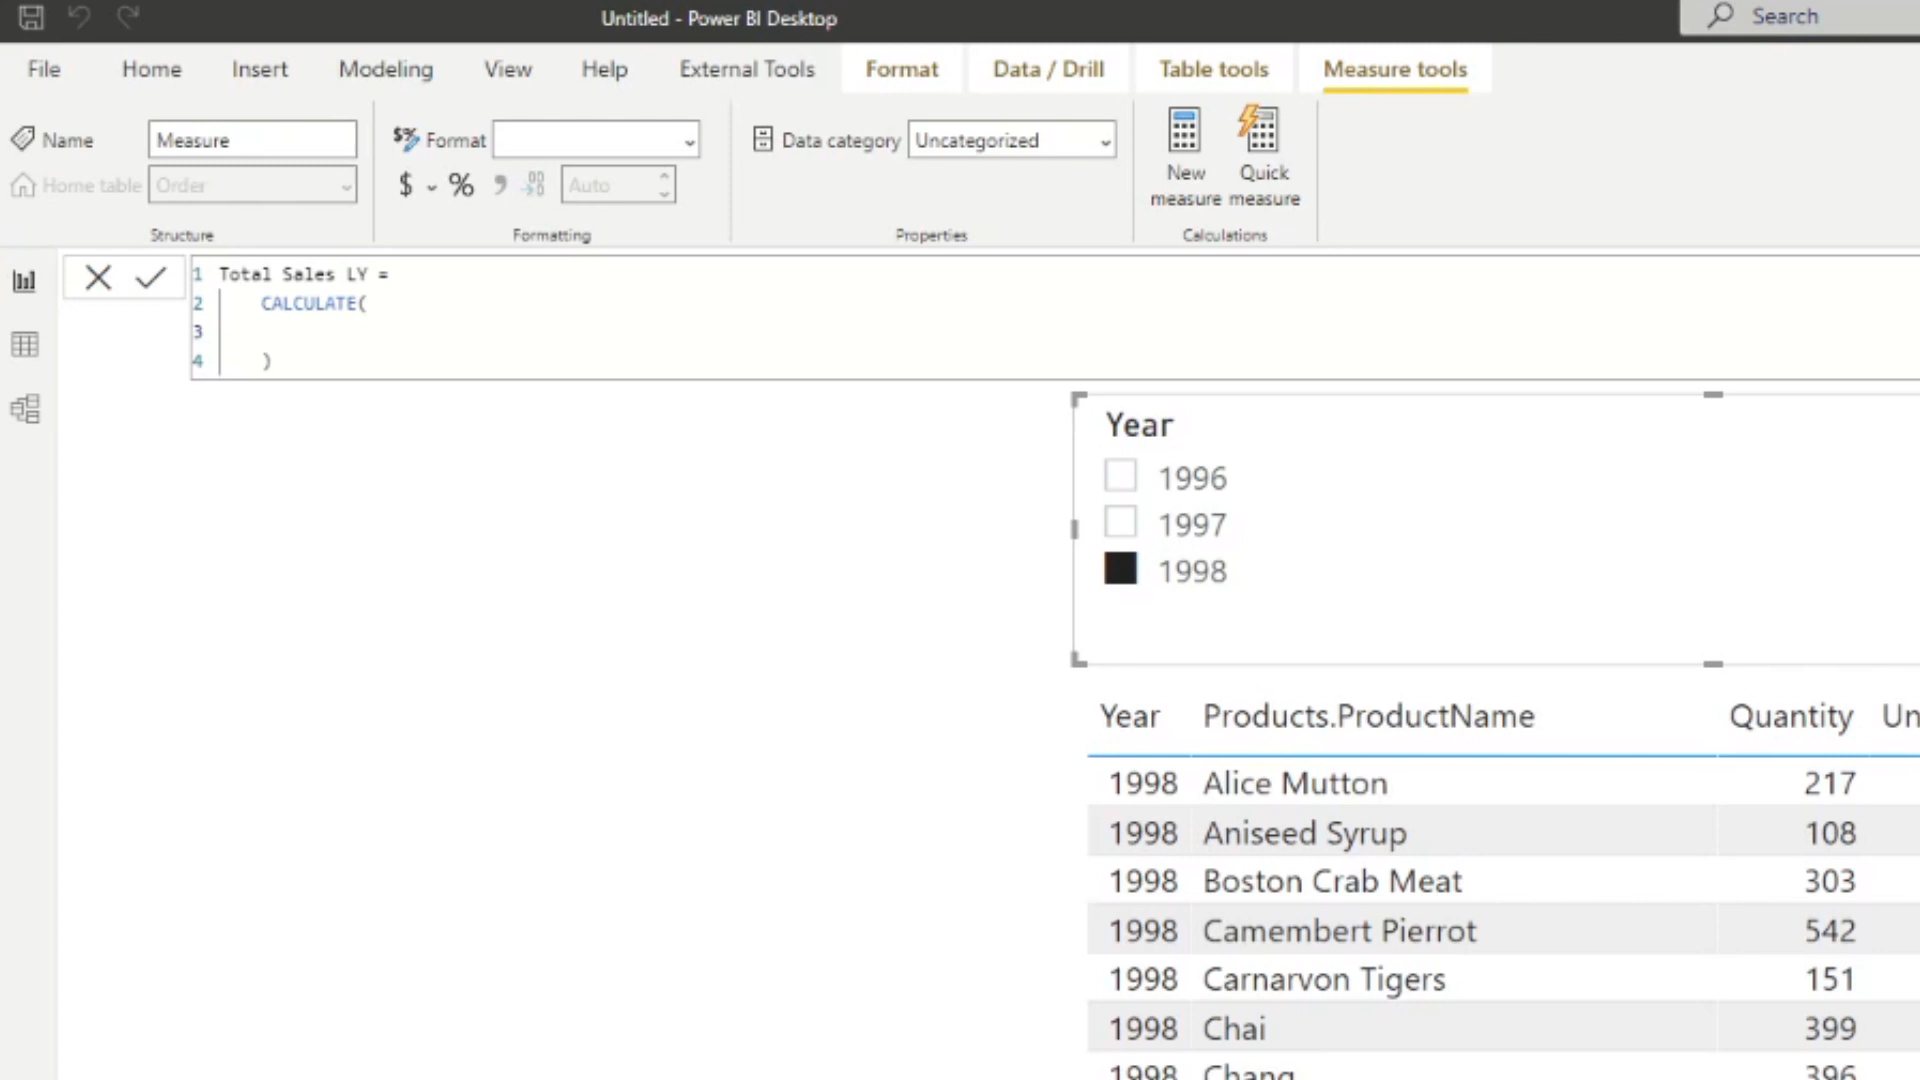 Untitled - Power BI Desktop
Search
File Home Insert Modeling View Help External Tools Format Data / Drill Table tools Measure tools
Name Measure Format Data category Uncategorized
Home table Order $ % Auto
New measure
Quick measure
Structure Formatting Properties Calculations
1 Total Sales LY =
2 CALCULATE(
3
4 )
Year
1996
1997
1998
Year Products.ProductName Quantity Un
1998 Alice Mutton 217
1998 Aniseed Syrup 108
1998 Boston Crab Meat 303
1998 Camembert Pierrot 542
1998 Carnarvon Tigers 151
1998 Chai 399
1998 Chang 396